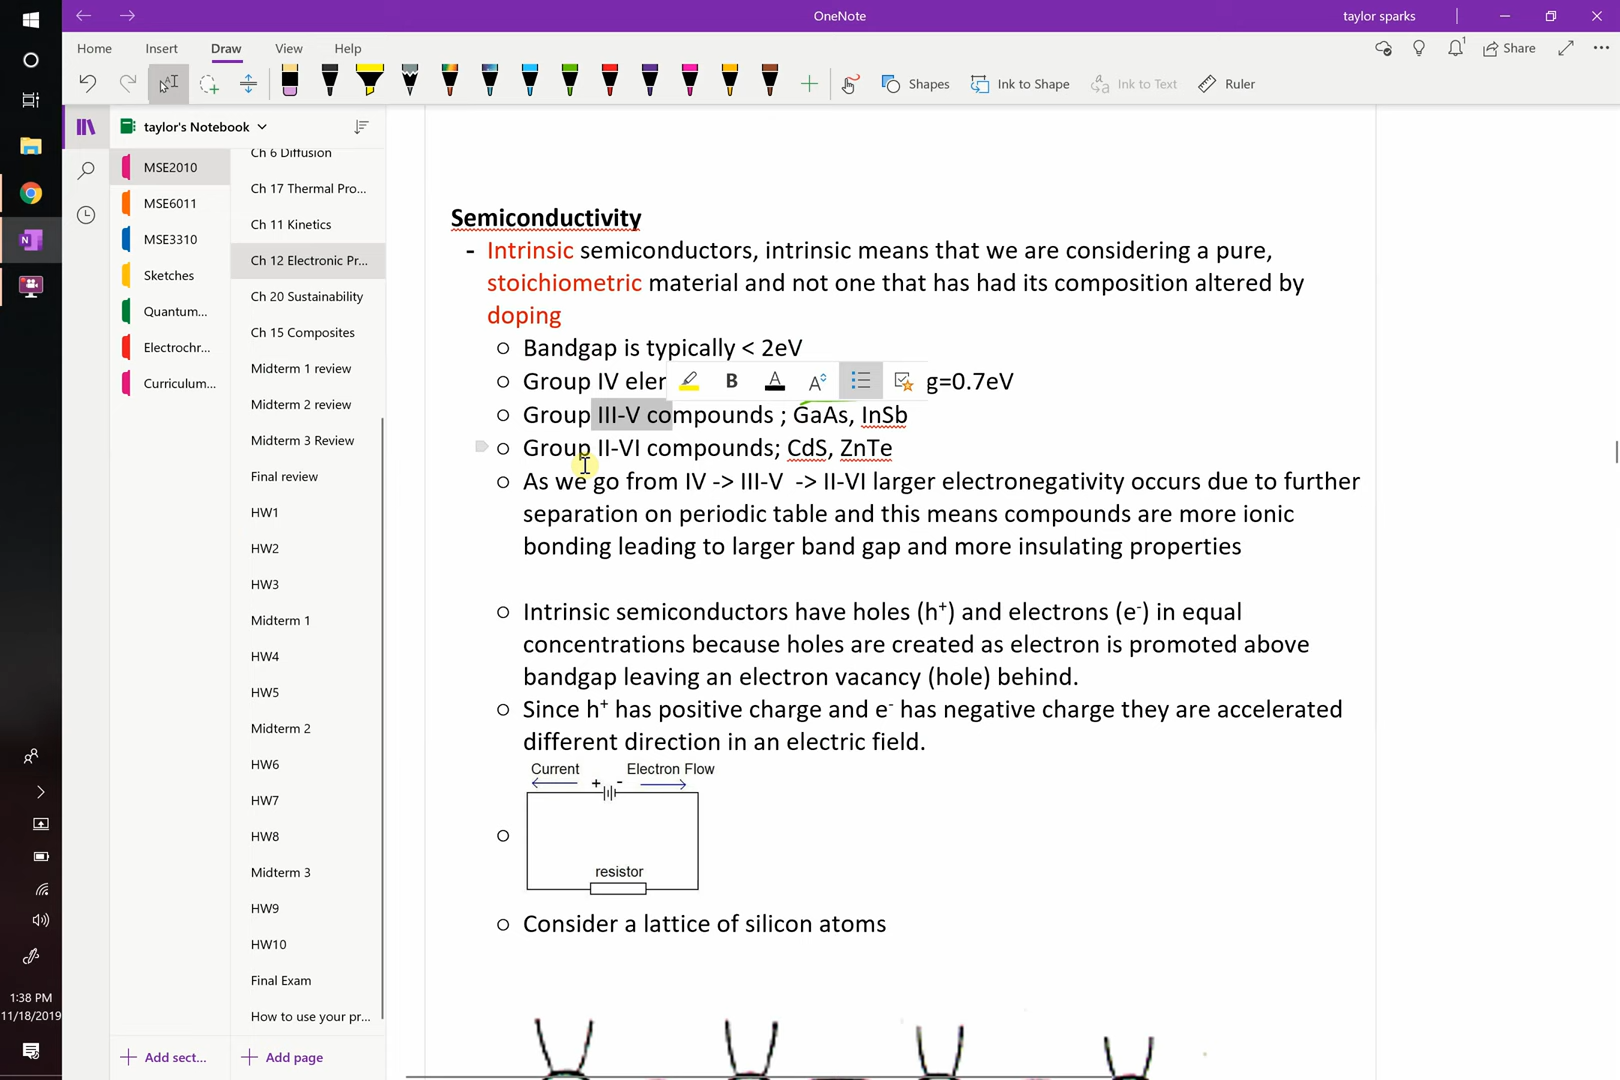 OneNote
taylor sparks
Home Insert Draw View Help
Share
Shapes Ink to Shape Ink to Text Ruler
taylor's Notebook
MSE2010
MSE6011
MSE3310
Sketches
Quantum...
Electrochr...
Curriculum...
Add sect...
Ch 6 Diffusion
Ch 17 Thermal Pro...
Ch 11 Kinetics
Ch 12 Electronic Pr...
Ch 20 Sustainability
Ch 15 Composites
Midterm 1 review
Midterm 2 review
Midterm 3 Review
Final review
HW1
HW2
HW3
Midterm 1
HW4
HW5
Midterm 2
HW6
HW7
HW8
Midterm 3
HW9
HW10
Final Exam
How to use your pr...
Add page
Semiconductivity
- Intrinsic semiconductors, intrinsic means that we are considering a pure,
stoichiometric material and not one that has had its composition altered by
doping
Bandgap is typically < 2eV
Group IV g=0.7eV
Group III-V compounds ; GaAs, InSb
Group II-VI compounds; CdS, ZnTe
As we go from IV -> III-V -> II-VI larger electronegativity occurs due to further
separation on periodic table and this means compounds are more ionic
bonding leading to larger band gap and more insulating properties
Intrinsic semiconductors have holes (h⁺) and electrons (e⁻) in equal
concentrations because holes are created as electron is promoted above
bandgap leaving an electron vacancy (hole) behind.
Since h⁺ has positive charge and e⁻ has negative charge they are accelerated
different direction in an electric field.
Current Electron Flow
+ -
resistor
Consider a lattice of silicon atoms
1:38 PM
11/18/2019